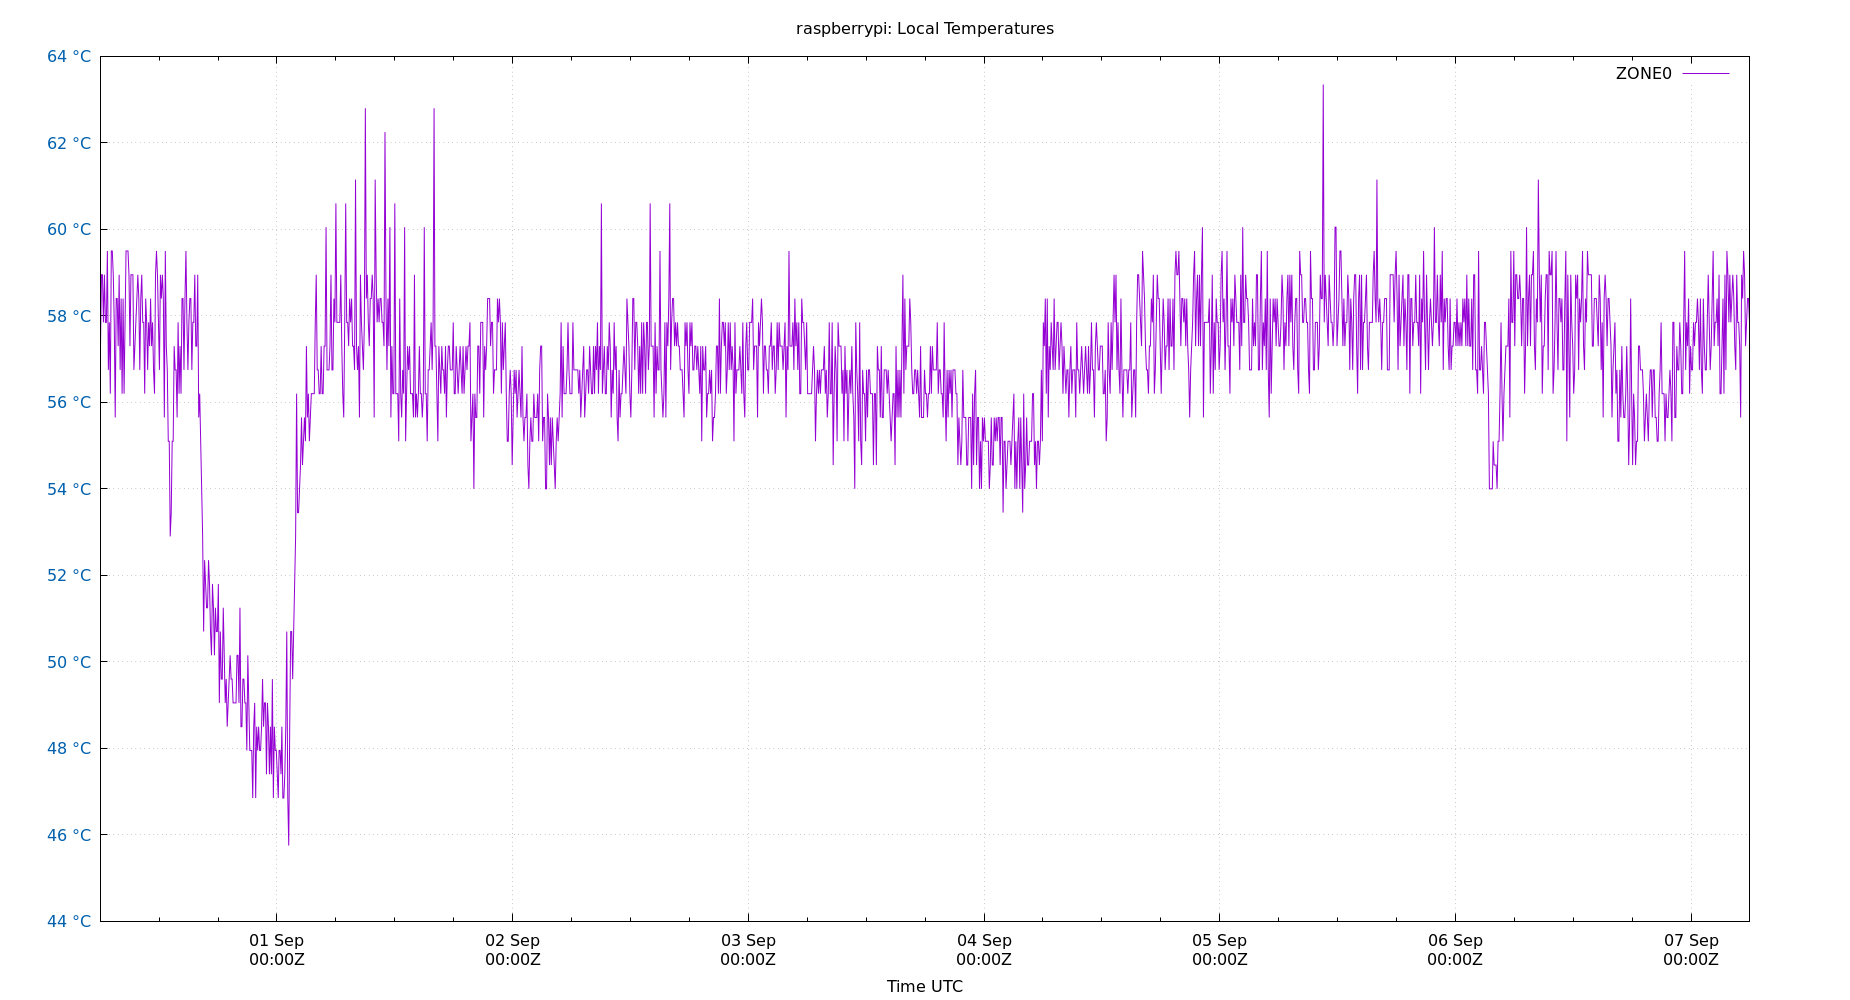 raspberrypi: Local Temperatures
64 °C
ZONE0
62 °C
60 °C
58 °C
56 °C
54 °C
52 °C
50 °C
48 °C
46 °C
44 °C
01 Sep 02 Sep 03 Sep 04 Sep 05 Sep 06 Sep 07 Sep
00:00Z 00:00Z 00:00Z 00:00Z 00:00Z 00:00Z 00:00Z
Time UTC